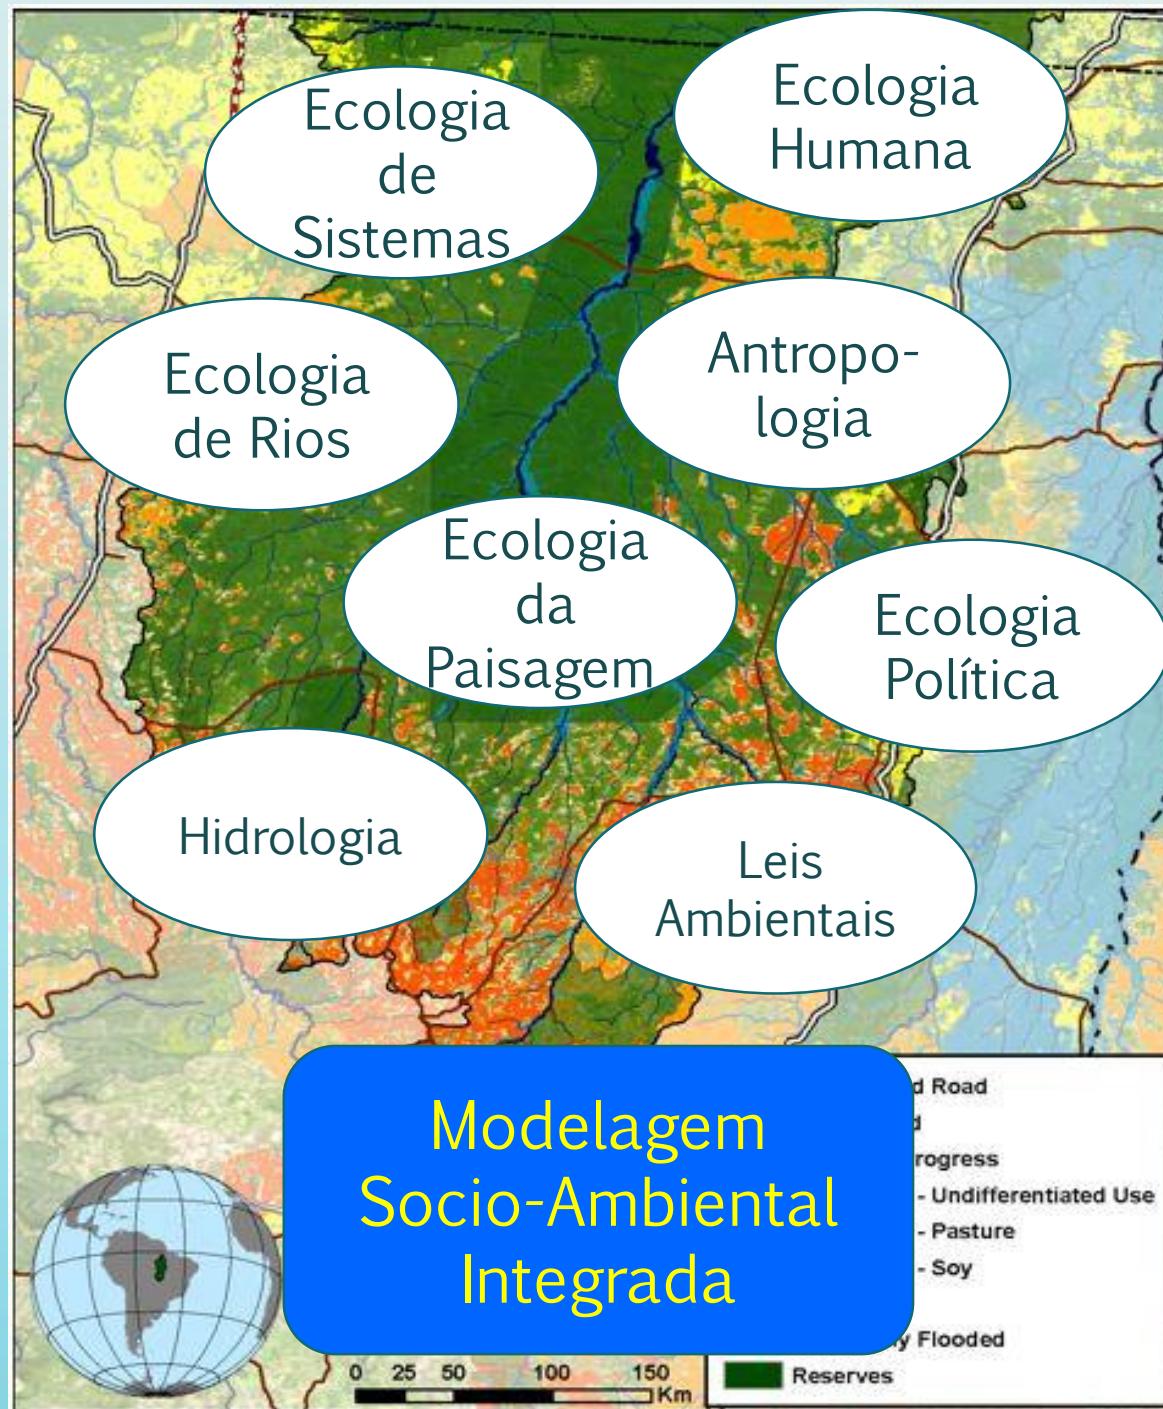 Ecologia
de
Sistemas
Ecologia
Humana
Ecologia
de Rios
Antropo-
logia
Ecologia
da
Paisagem
Ecologia
Política
Hidrologia
Leis
Ambientais
Modelagem
Socio-Ambiental
Integrada
Road
- Undifferentiated Use
- Pasture
- Soy
Flooded
Reserves
0 25 50 100 150
Km